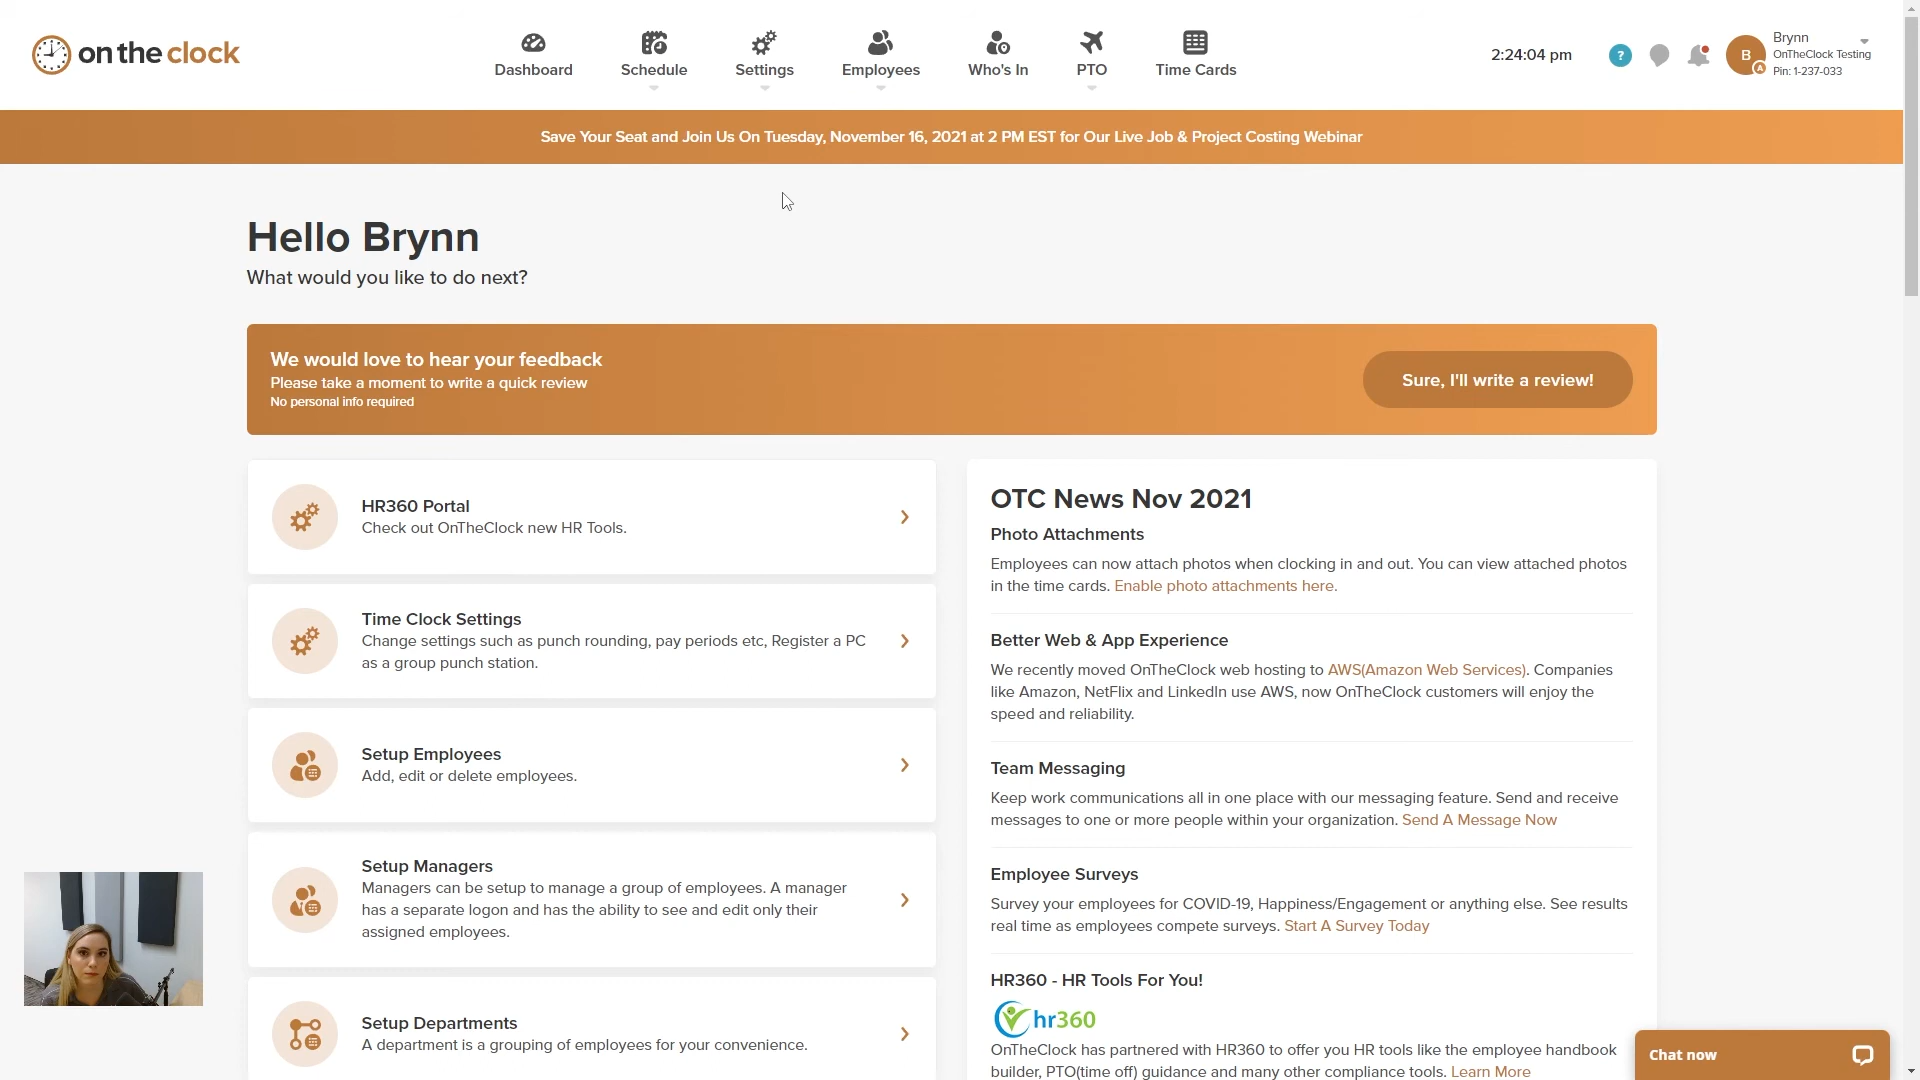 on the clock
Dashboard
Schedule
Settings
Employees
Who's In
PTO
Time Cards
2:24:04 pm
?
B
A
Brynn
OnTheClock Testing
Pin: 1-237-033
Save Your Seat and Join Us On Tuesday, November 16, 2021 at 2 PM EST for Our Live Job & Project Costing Webinar
Hello Brynn
What would you like to do next?
We would love to hear your feedback
Please take a moment to write a quick review
No personal info required
Sure, I'll write a review!
HR360 Portal
Check out OnTheClock new HR Tools.
Time Clock Settings
Change settings such as punch rounding, pay periods etc, Register a PC
as a group punch station.
Setup Employees
Add, edit or delete employees.
Setup Managers
Managers can be setup to manage a group of employees. A manager
has a separate logon and has the ability to see and edit only their
assigned employees.
Setup Departments
A department is a grouping of employees for your convenience.
OTC News Nov 2021
Photo Attachments
Employees can now attach photos when clocking in and out. You can view attached photos
in the time cards. Enable photo attachments here.
Better Web & App Experience
We recently moved OnTheClock web hosting to AWS(Amazon Web Services). Companies
like Amazon, NetFlix and LinkedIn use AWS, now OnTheClock customers will enjoy the
speed and reliability.
Team Messaging
Keep work communications all in one place with our messaging feature. Send and receive
messages to one or more people within your organization. Send A Message Now
Employee Surveys
Survey your employees for COVID-19, Happiness/Engagement or anything else. See results
real time as employees compete surveys. Start A Survey Today
HR360 - HR Tools For You!
hr360
OnTheClock has partnered with HR360 to offer you HR tools like the employee handbook
builder, PTO(time off) guidance and many other compliance tools. Learn More
Chat now